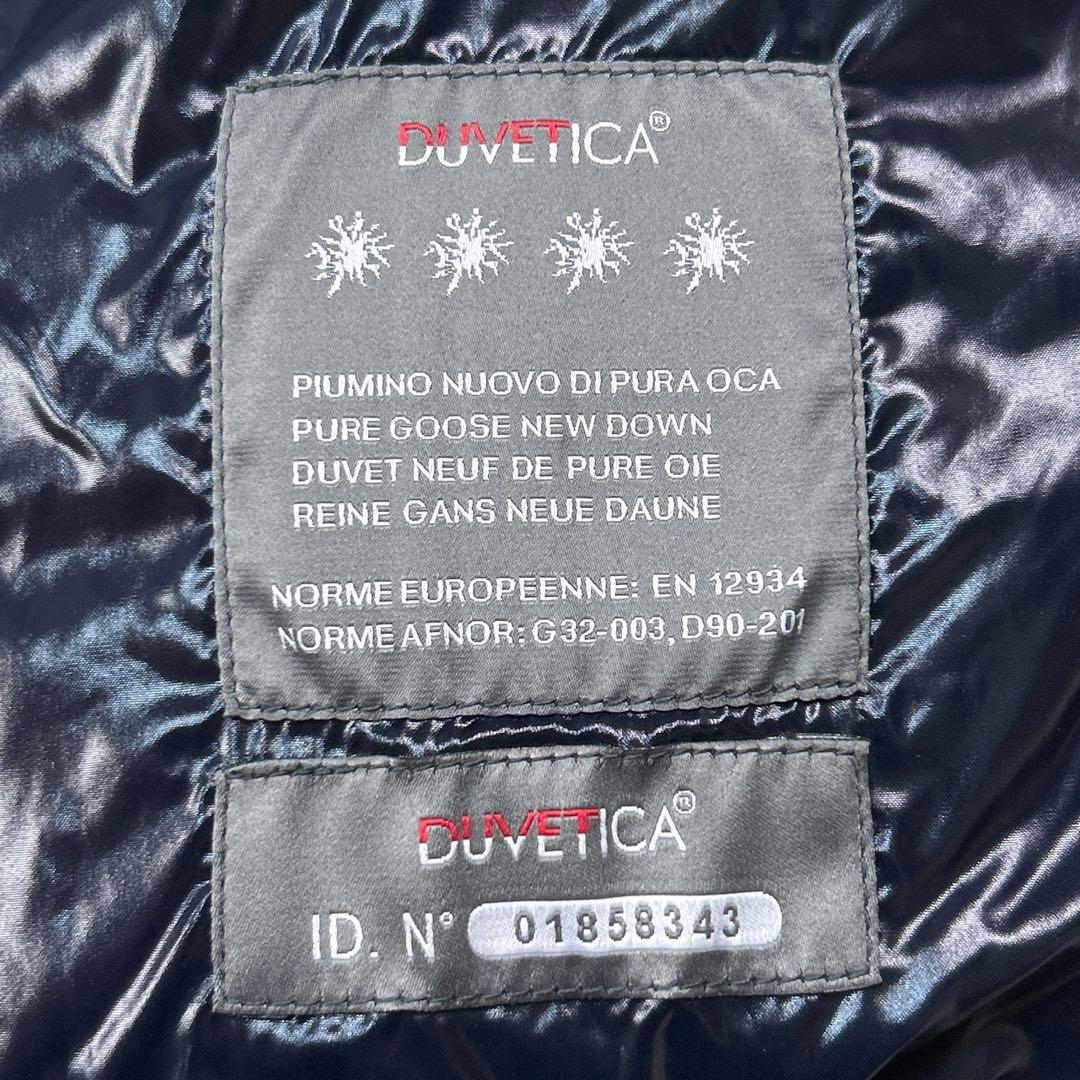 DUVETICA®
PIUMINO NUOVO DI PURA OCA
PURE GOOSE NEW DOWN
DUVET NEUF DE PURE OIE
REINE GANS NEUE DAUNE
NORME EUROPEENNE: EN 12934
NORME AFNOR: G32-003, D90-201
DUVETICA®
ID. N° 01858343